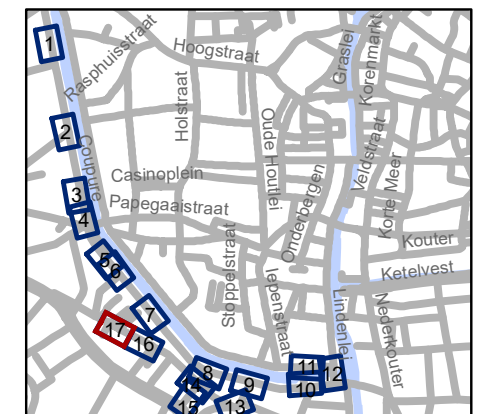 1
Rasphuisstraat
Hoogstraat
Graslei
Korenmarkt
2
Coupure
Holstraat
Oude Houtlei
Veldstraat
Casinoplein
3
Papegaaistraat
Onderbergen
Korte Meer
4
Kouter
5
6
Ketelvest
Stoppelstraat
Iepenstraat
Lindenlei
Nederkouter
7
17
16
8
11
12
14
9
10
15
13